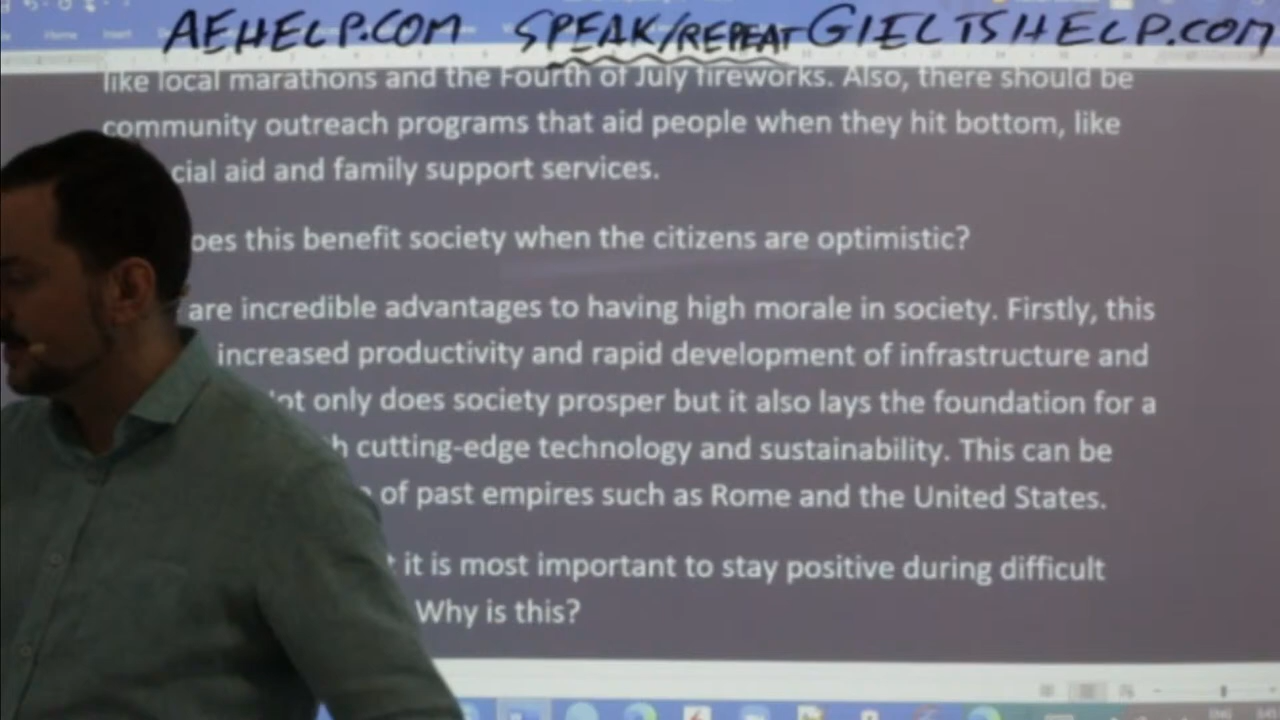 AEHELP.COM SPEAK/REPEAT GIELTSHELP.COM
like local marathons and the Fourth of July fireworks. Also, there should be
community outreach programs that aid people when they hit bottom, like
cial aid and family support services.
oes this benefit society when the citizens are optimistic?
are incredible advantages to having high morale in society. Firstly, this
increased productivity and rapid development of infrastructure and
ot only does society prosper but it also lays the foundation for a
h cutting-edge technology and sustainability. This can be
of past empires such as Rome and the United States.
it is most important to stay positive during difficult
Why is this?